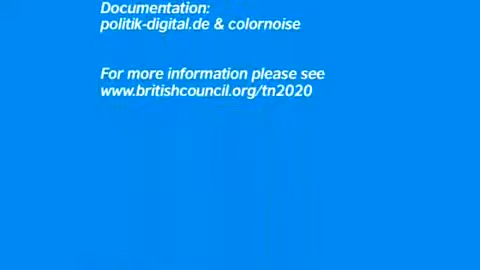 Documentation:
politik-digital.de & colornoise
For more information please see
www.britishcouncil.org/tn2020